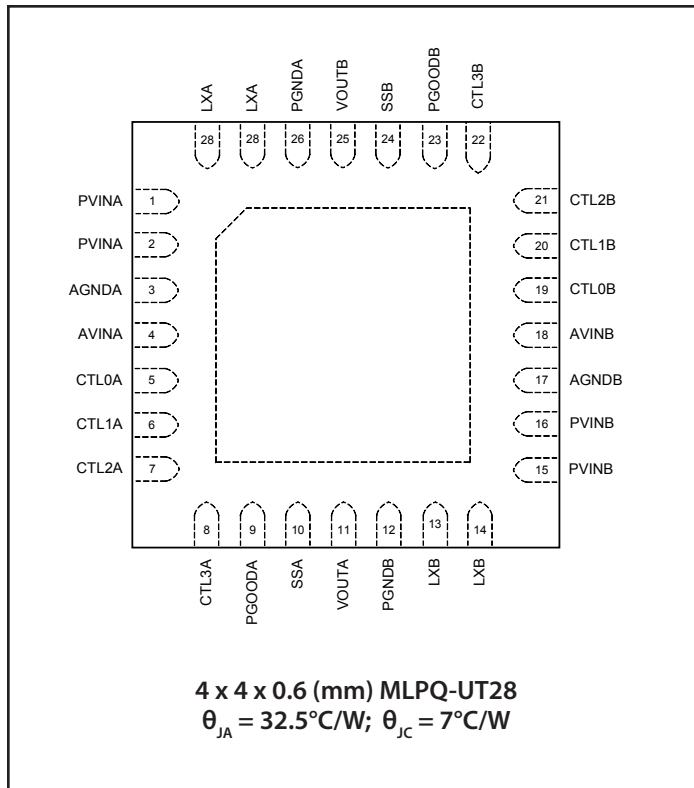 LXA
LXA
PGNDA
VOUTB
SSB
PGOODB
CTL3B
28
28
26
25
24
23
22
PVINA 1
PVINA 2
AGNDA 3
AVINA 4
CTL0A 5
CTL1A 6
CTL2A 7
21 CTL2B
20 CTL1B
19 CTL0B
18 AVINB
17 AGNDB
16 PVINB
15 PVINB
8
9
10
11
12
13
14
CTL3A
PGOODA
SSA
VOUTA
PGNDB
LXB
LXB
4 x 4 x 0.6 (mm) MLPQ-UT28
θJA = 32.5°C/W; θJC = 7°C/W